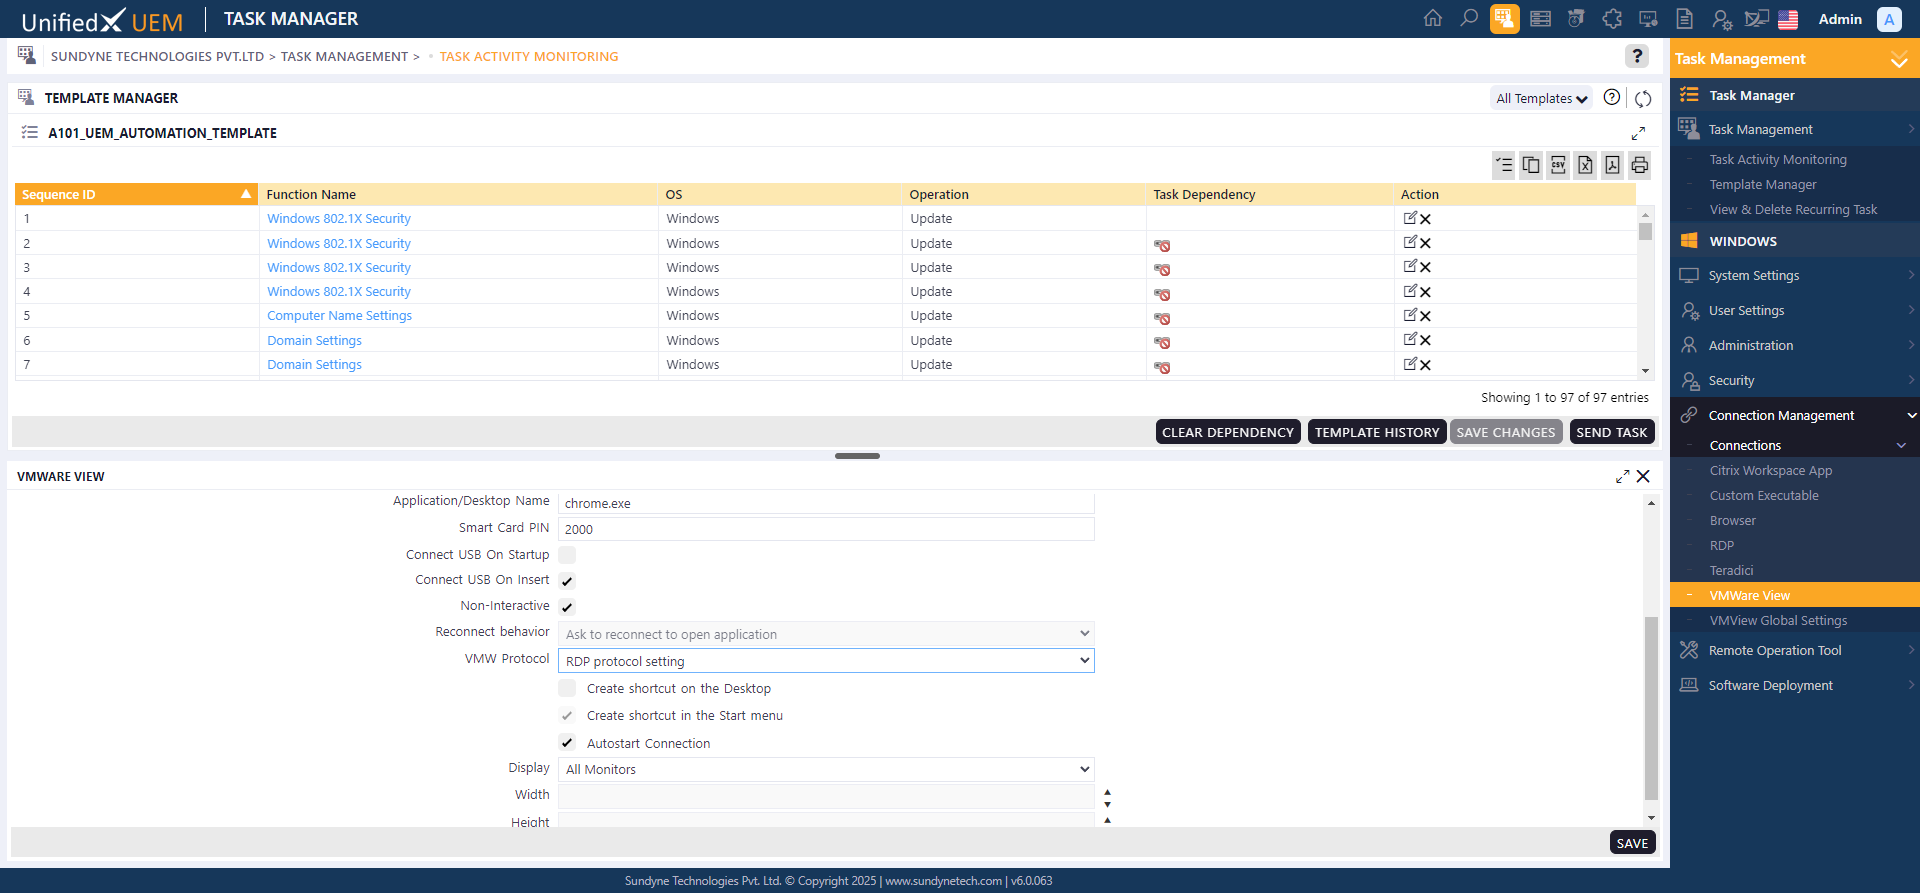 UnifiedX UEM TASK MANAGER Admin A
SUNDYNE TECHNOLOGIES PVT.LTD > TASK MANAGEMENT > • TASK ACTIVITY MONITORING ?
TEMPLATE MANAGER All Templates ?
A101_UEM_AUTOMATION_TEMPLATE
CSV
Sequence ID Function Name OS Operation Task Dependency Action
1 Windows 802.1X Security Windows Update
2 Windows 802.1X Security Windows Update
3 Windows 802.1X Security Windows Update
4 Windows 802.1X Security Windows Update
5 Computer Name Settings Windows Update
6 Domain Settings Windows Update
7 Domain Settings Windows Update
Showing 1 to 97 of 97 entries
CLEAR DEPENDENCY TEMPLATE HISTORY SAVE CHANGES SEND TASK
VMWARE VIEW
Application/Desktop Name chrome.exe
Smart Card PIN 2000
Connect USB On Startup
Connect USB On Insert
Non-Interactive
Reconnect behavior Ask to reconnect to open application
VMW Protocol RDP protocol setting
Create shortcut on the Desktop
Create shortcut in the Start menu
Autostart Connection
Display All Monitors
Width
Height
SAVE
Task Management
Task Manager
Task Management
Task Activity Monitoring
Template Manager
View & Delete Recurring Task
WINDOWS
System Settings
User Settings
Administration
Security
Connection Management
Connections
Citrix Workspace App
Custom Executable
Browser
RDP
Teradici
VMWare View
VMView Global Settings
Remote Operation Tool
Software Deployment
Sundyne Technologies Pvt. Ltd. © Copyright 2025 | www.sundynetech.com | v6.0.063